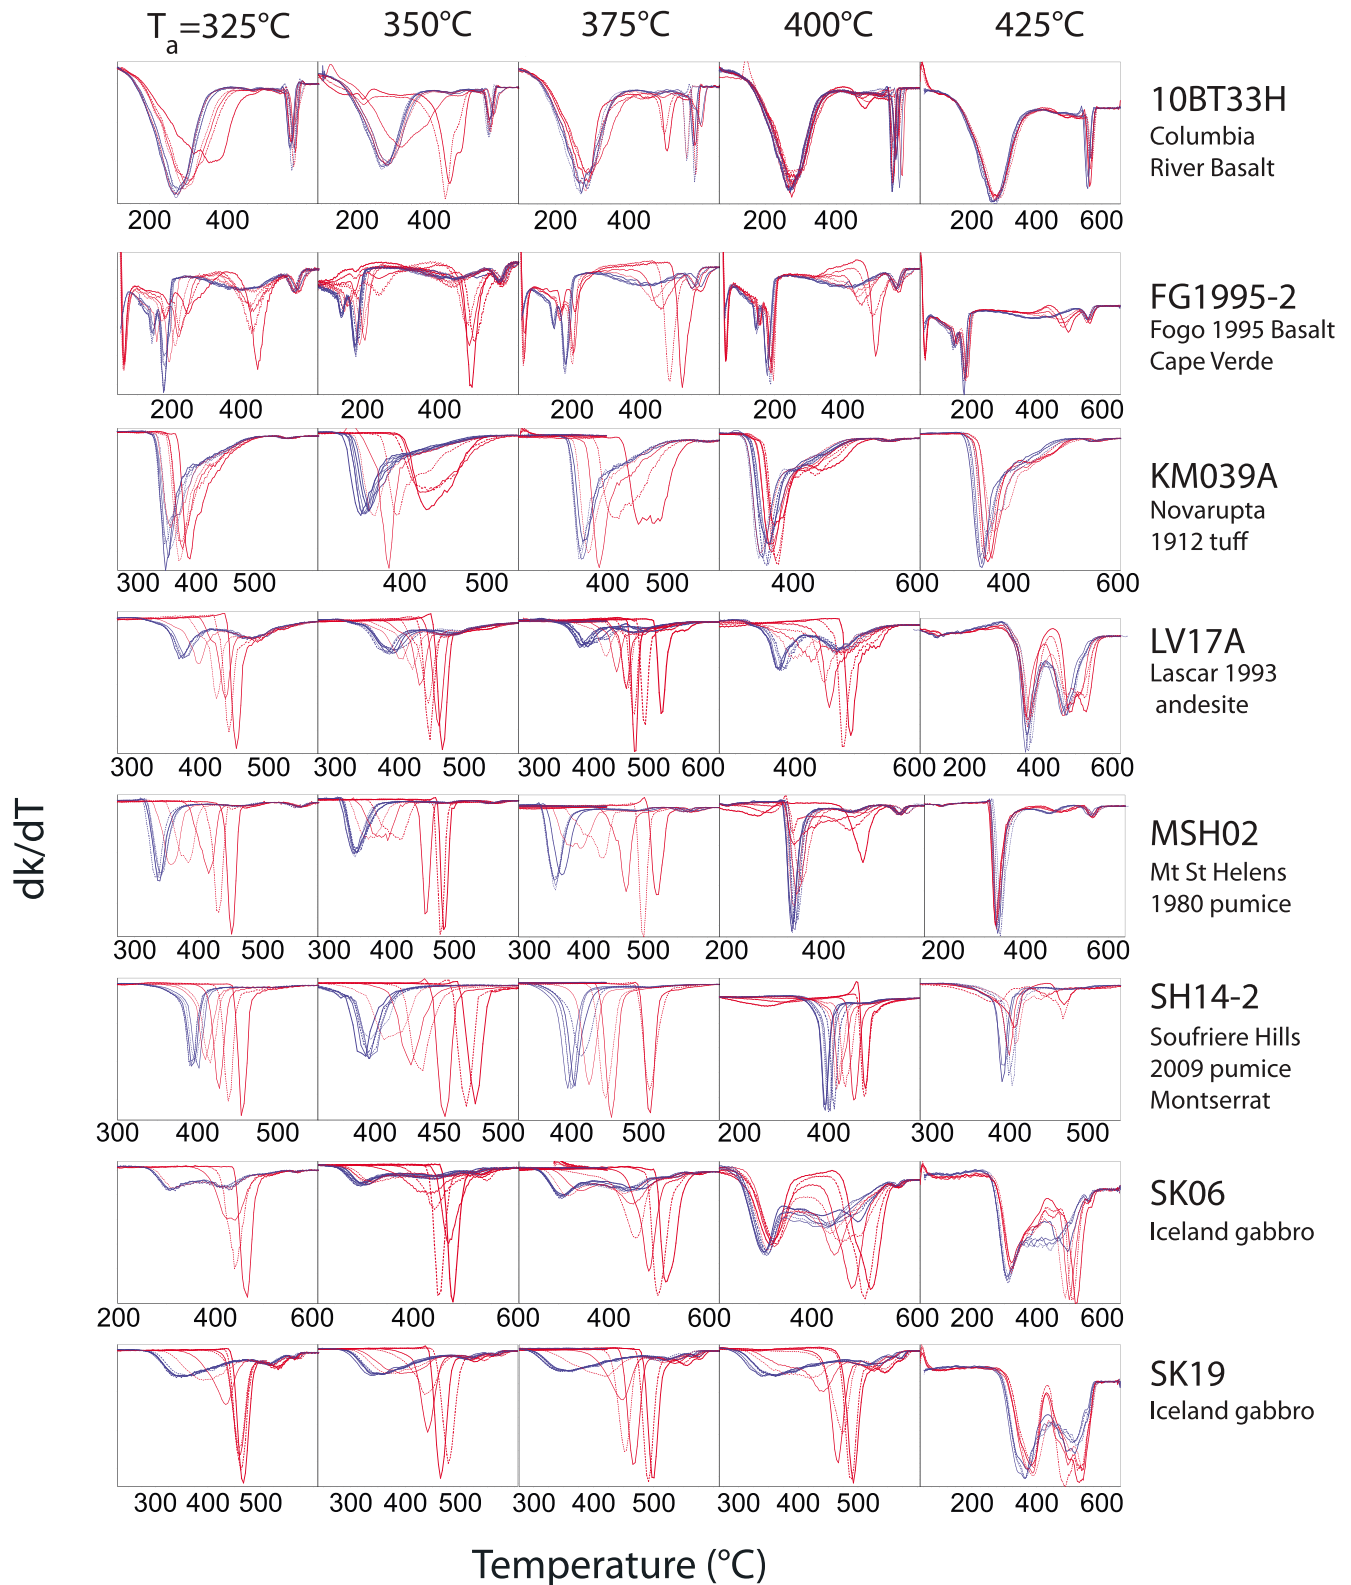 Ta=325°C 350°C 375°C 400°C 425°C
10BT33H
Columbia
River Basalt
200 400 200 400 200 400 200 400 200 400 600
FG1995-2
Fogo 1995 Basalt
Cape Verde
200 400 200 400 200 400 200 400 200 400 600
KM039A
Novarupta
1912 tuff
300 400 500 400 500 400 500 400 600 400 600
LV17A
Lascar 1993
andesite
300 400 500 300 400 500 300 400 500 600 400 600 200 400 600
MSH02
Mt St Helens
1980 pumice
300 400 500 300 400 500 300 400 500 200 400 200 400 600
SH14-2
Soufriere Hills
2009 pumice
Montserrat
300 400 500 400 450 500 400 500 200 400 300 400 500
SK06
Iceland gabbro
200 400 600 400 600 400 600 400 600 200 400 600
SK19
Iceland gabbro
300 400 500 300 400 500 300 400 500 300 400 500 200 400 600
dk/dT
Temperature (°C)